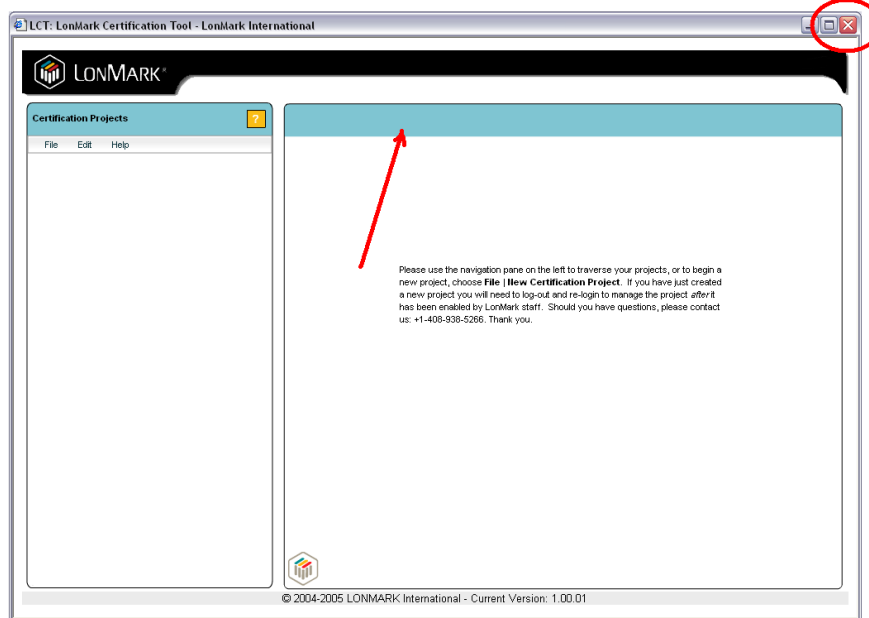 LCT: LonMark Certification Tool - LonMark International
LONMARK®
Certification Projects ?
File Edit Help
Please use the navigation pane on the left to traverse your projects, or to begin a
new project, choose File | New Certification Project. If you have just created
a new project you will need to log-out and re-login to manage the project after it
has been enabled by LonMark staff. Should you have questions, please contact
us: +1-408-938-5266. Thank you.
© 2004-2005 LONMARK International - Current Version: 1.00.01